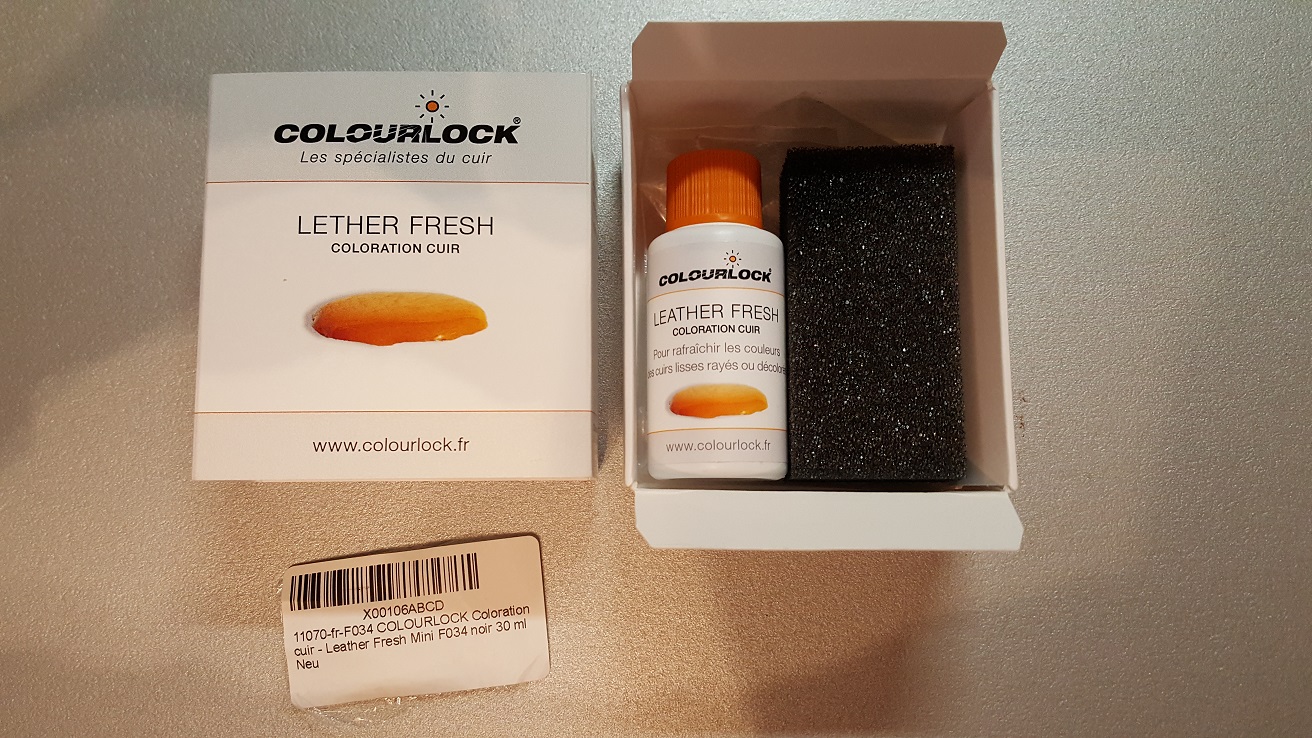 COLOURLOCK®
Les spécialistes du cuir
LETHER FRESH
COLORATION CUIR
www.colourlock.fr
COLOURLOCK®
LEATHER FRESH
COLORATION CUIR
Pour rafraîchir les couleurs
cuirs lisses rayés ou
www.colourlock.fr
X00106ABCD
11070-fr-F034 COLOURLOCK Coloration
cuir - Leather Fresh Mini F034 noir 30 ml
Neu